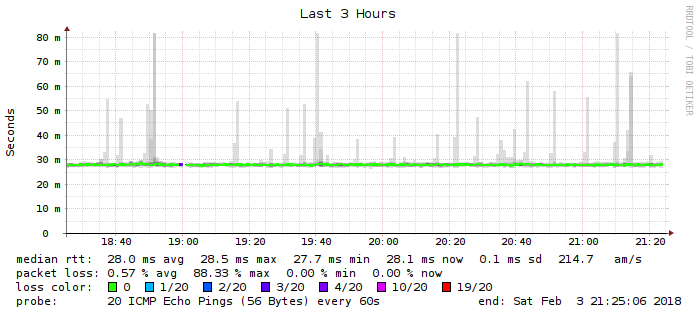 Last 3 Hours
RRDTOOL / TOBI OETIKER
Seconds
80 m
70 m
60 m
50 m
40 m
30 m
20 m
10 m
0
18:40 19:00 19:20 19:40 20:00 20:20 20:40 21:00 21:20
median rtt: 28.0 ms avg 28.5 ms max 27.7 ms min 28.1 ms now 0.1 ms sd 214.7 am/s
packet loss: 0.57 % avg 88.33 % max 0.00 % min 0.00 % now
loss color: 0 1/20 2/20 3/20 4/20 10/20 19/20
probe: 20 ICMP Echo Pings (56 Bytes) every 60s end: Sat Feb 3 21:25:06 2018